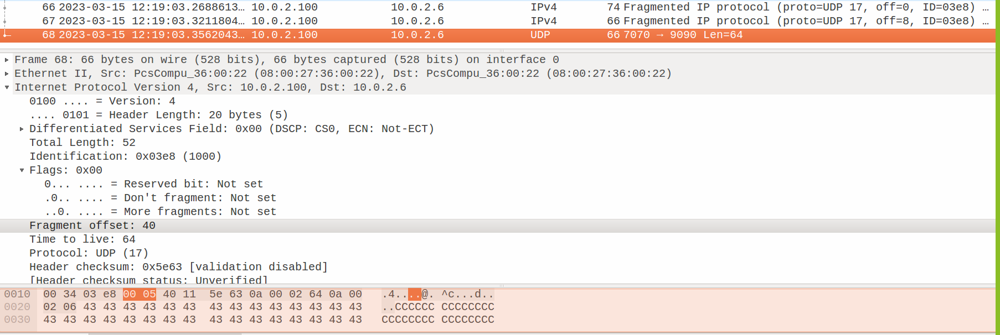 66 2023-03-15 12:19:03.2688613… 10.0.2.100 10.0.2.6 IPv4 74 Fragmented IP protocol (proto=UDP 17, off=0, ID=03e8) …
67 2023-03-15 12:19:03.3211804… 10.0.2.100 10.0.2.6 IPv4 66 Fragmented IP protocol (proto=UDP 17, off=8, ID=03e8) …
68 2023-03-15 12:19:03.3562043… 10.0.2.100 10.0.2.6 UDP 66 7070 → 9090 Len=64
Frame 68: 66 bytes on wire (528 bits), 66 bytes captured (528 bits) on interface 0
Ethernet II, Src: PcsCompu_36:00:22 (08:00:27:36:00:22), Dst: PcsCompu_36:00:22 (08:00:27:36:00:22)
Internet Protocol Version 4, Src: 10.0.2.100, Dst: 10.0.2.6
0100 .... = Version: 4
.... 0101 = Header Length: 20 bytes (5)
Differentiated Services Field: 0x00 (DSCP: CS0, ECN: Not-ECT)
Total Length: 52
Identification: 0x03e8 (1000)
Flags: 0x00
0... .... = Reserved bit: Not set
.0.. .... = Don't fragment: Not set
..0. .... = More fragments: Not set
Fragment offset: 40
Time to live: 64
Protocol: UDP (17)
Header checksum: 0x5e63 [validation disabled]
[Header checksum status: Unverified]
0010 00 34 03 e8 00 05 40 11 5e 63 0a 00 02 64 0a 00 .4....@. ^c...d..
0020 02 06 43 43 43 43 43 43 43 43 43 43 43 43 43 43 ..CCCCCC CCCCCCCC
0030 43 43 43 43 43 43 43 43 43 43 43 43 43 43 43 43 CCCCCCCC CCCCCCCC